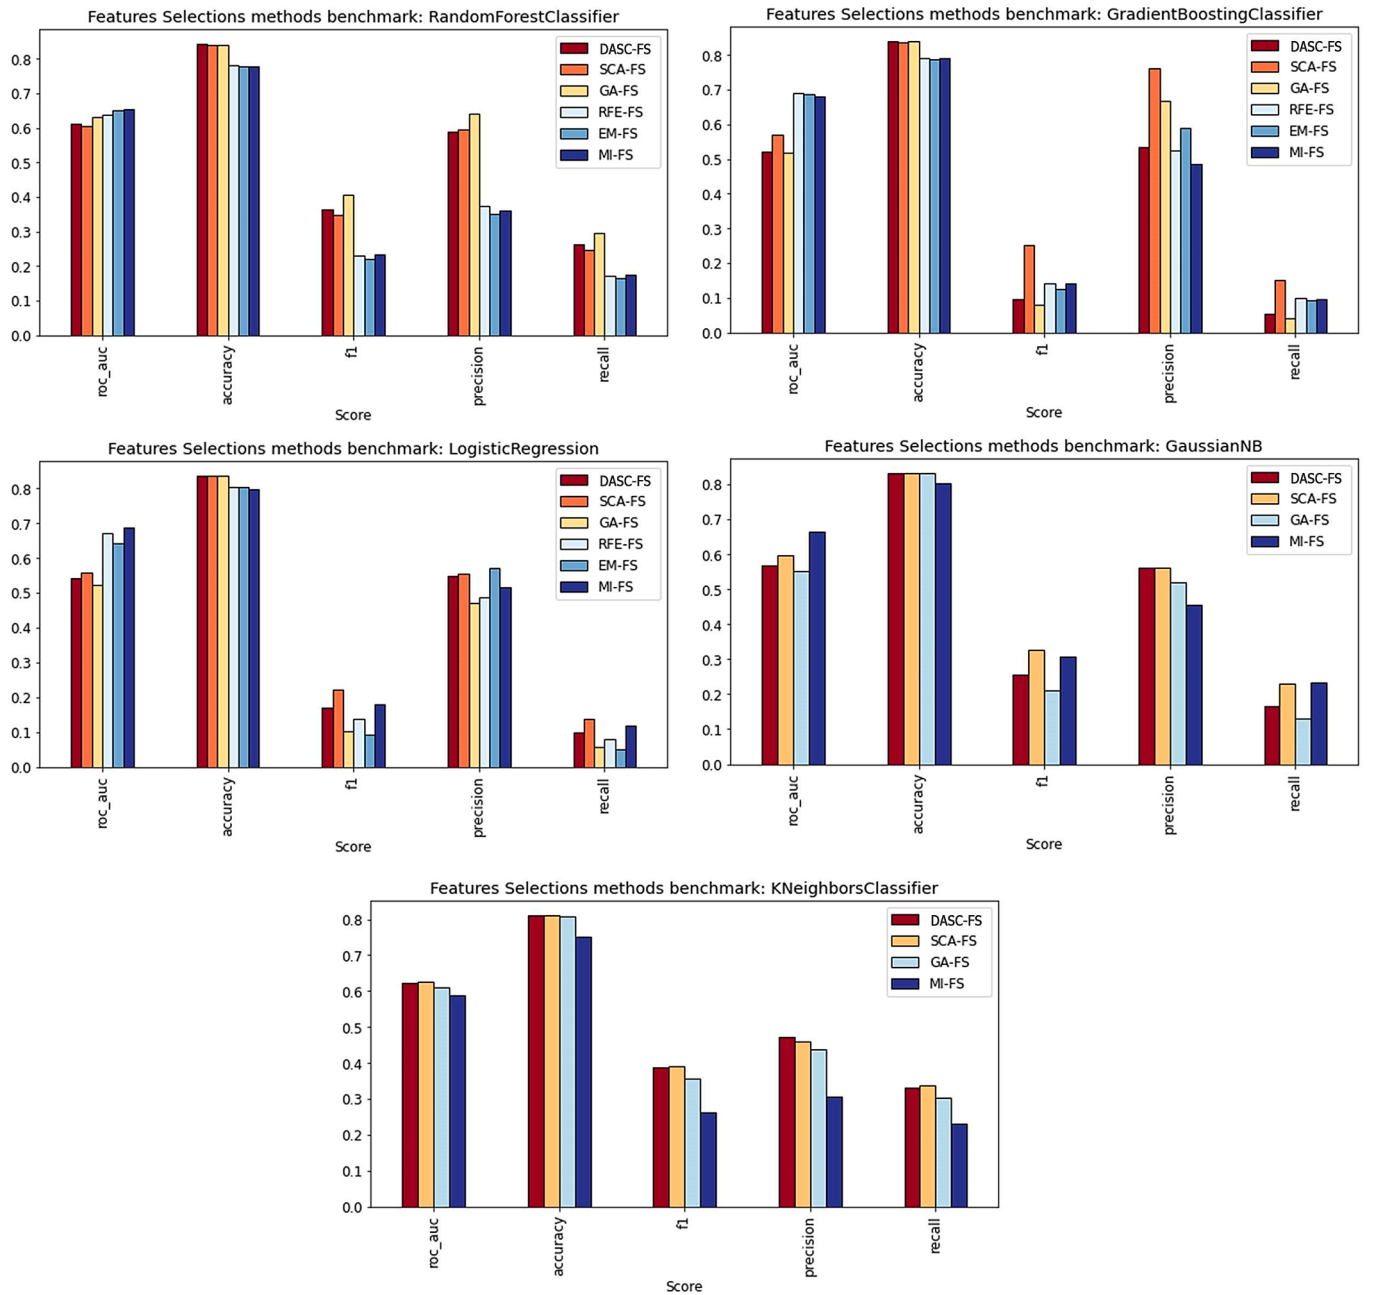 Features Selections methods benchmark: RandomForestClassifier
0.8
0.7
0.6
0.5
0.4
0.3
0.2
0.1
0.0
DASC-FS
SCA-FS
GA-FS
RFE-FS
EM-FS
MI-FS
roc_auc
accuracy
f1
precision
recall
Score
Features Selections methods benchmark: GradientBoostingClassifier
0.8
0.7
0.6
0.5
0.4
0.3
0.2
0.1
0.0
DASC-FS
SCA-FS
GA-FS
RFE-FS
EM-FS
MI-FS
roc_auc
accuracy
f1
precision
recall
Score
Features Selections methods benchmark: LogisticRegression
0.8
0.7
0.6
0.5
0.4
0.3
0.2
0.1
0.0
DASC-FS
SCA-FS
GA-FS
RFE-FS
EM-FS
MI-FS
roc_auc
accuracy
f1
precision
recall
Score
Features Selections methods benchmark: GaussianNB
0.8
0.7
0.6
0.5
0.4
0.3
0.2
0.1
0.0
DASC-FS
SCA-FS
GA-FS
MI-FS
roc_auc
accuracy
f1
precision
recall
Score
Features Selections methods benchmark: KNeighborsClassifier
0.8
0.7
0.6
0.5
0.4
0.3
0.2
0.1
0.0
DASC-FS
SCA-FS
GA-FS
MI-FS
roc_auc
accuracy
f1
precision
recall
Score